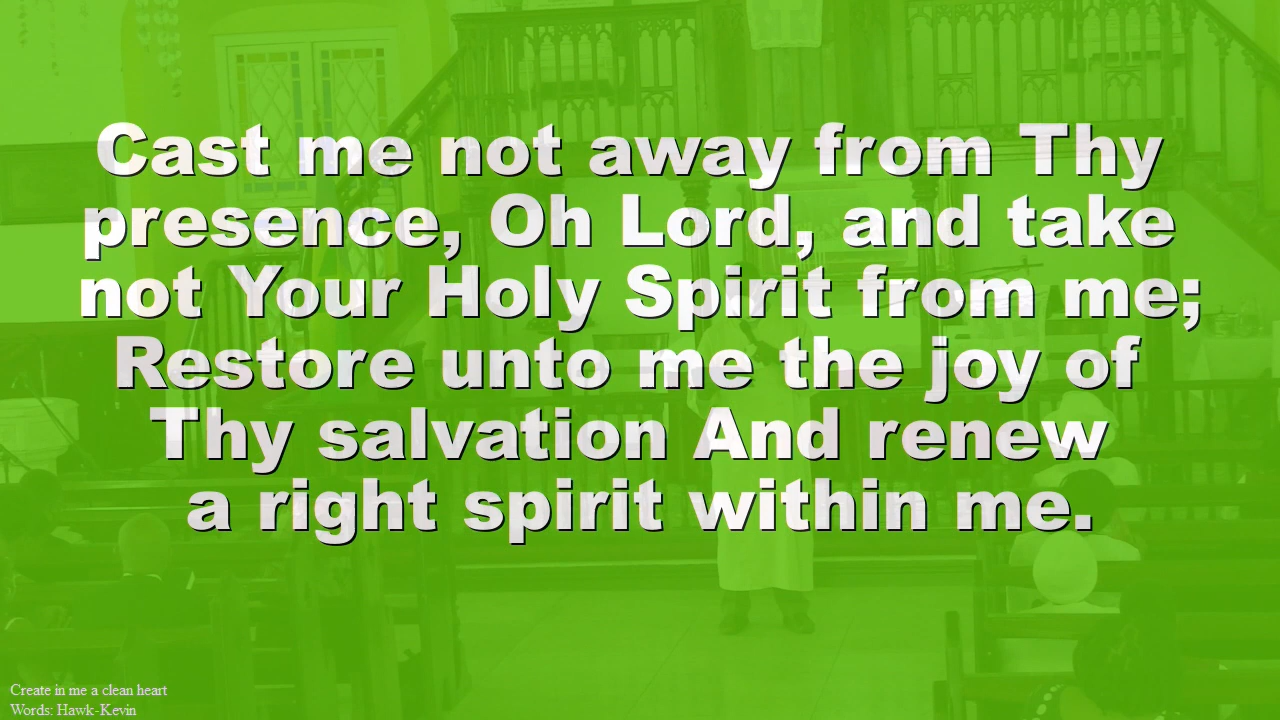 Cast me not away from Thy
presence, Oh Lord, and take
not Your Holy Spirit from me;
Restore unto me the joy of
Thy salvation And renew
a right spirit within me.
Create in me a clean heart
Words: Hawk-Kevin